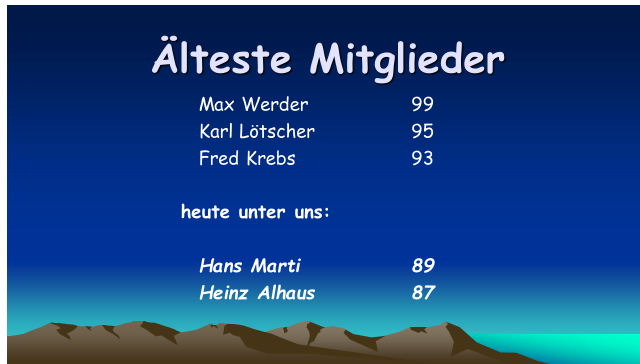 Älteste Mitglieder
Max Werder 99
Karl Lötscher 95
Fred Krebs 93
heute unter uns:
Hans Marti 89
Heinz Alhaus 87